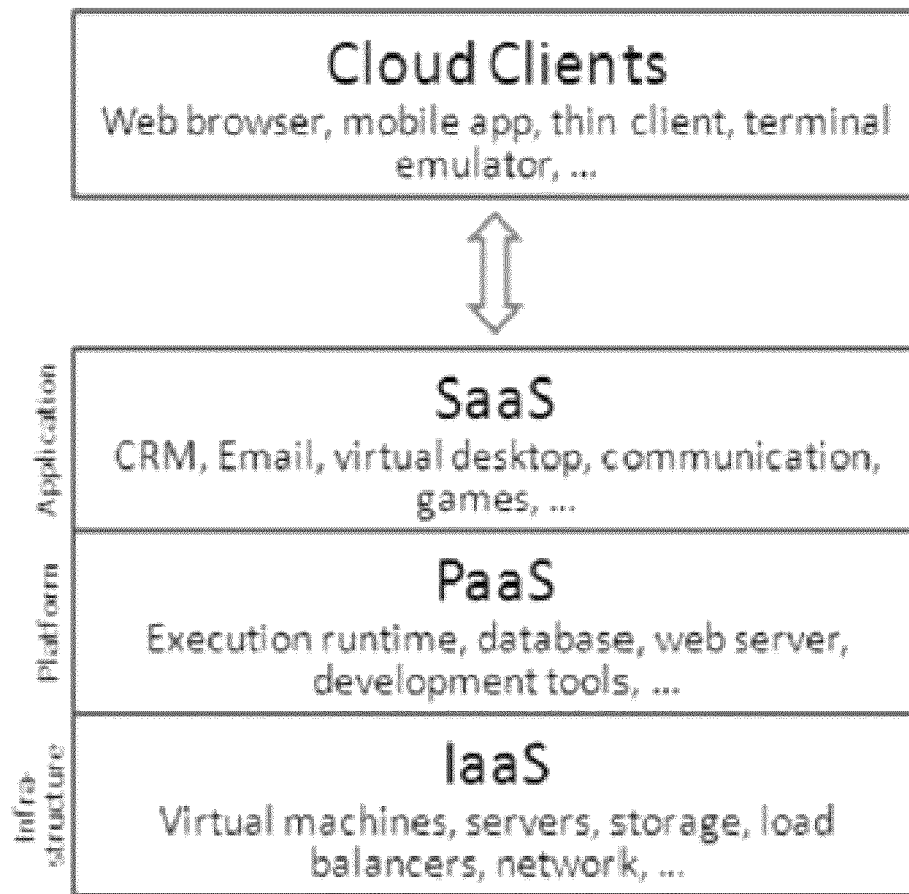 Cloud Clients
Web browser, mobile app, thin client, terminal
emulator, ...
Application
SaaS
CRM, Email, virtual desktop, communication,
games, ...
Platform
PaaS
Execution runtime, database, web server,
development tools, ...
Infra-
structure
IaaS
Virtual machines, servers, storage, load
balancers, network, ...